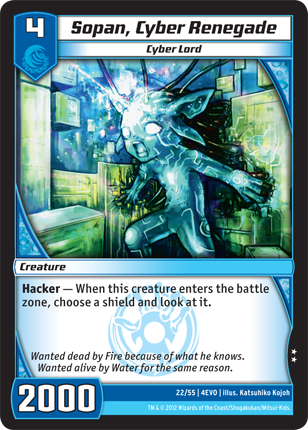 4
Sopan, Cyber Renegade
Cyber Lord
Creature
Hacker — When this creature enters the battle
zone, choose a shield and look at it.
Wanted dead by Fire because of what he knows.
Wanted alive by Water for the same reason.
2000
22/55 | 4EVO | illus. Katsuhiko Kojoh
TM & © 2012 Wizards of the Coast/Shogakukan/Mitsui-Kids